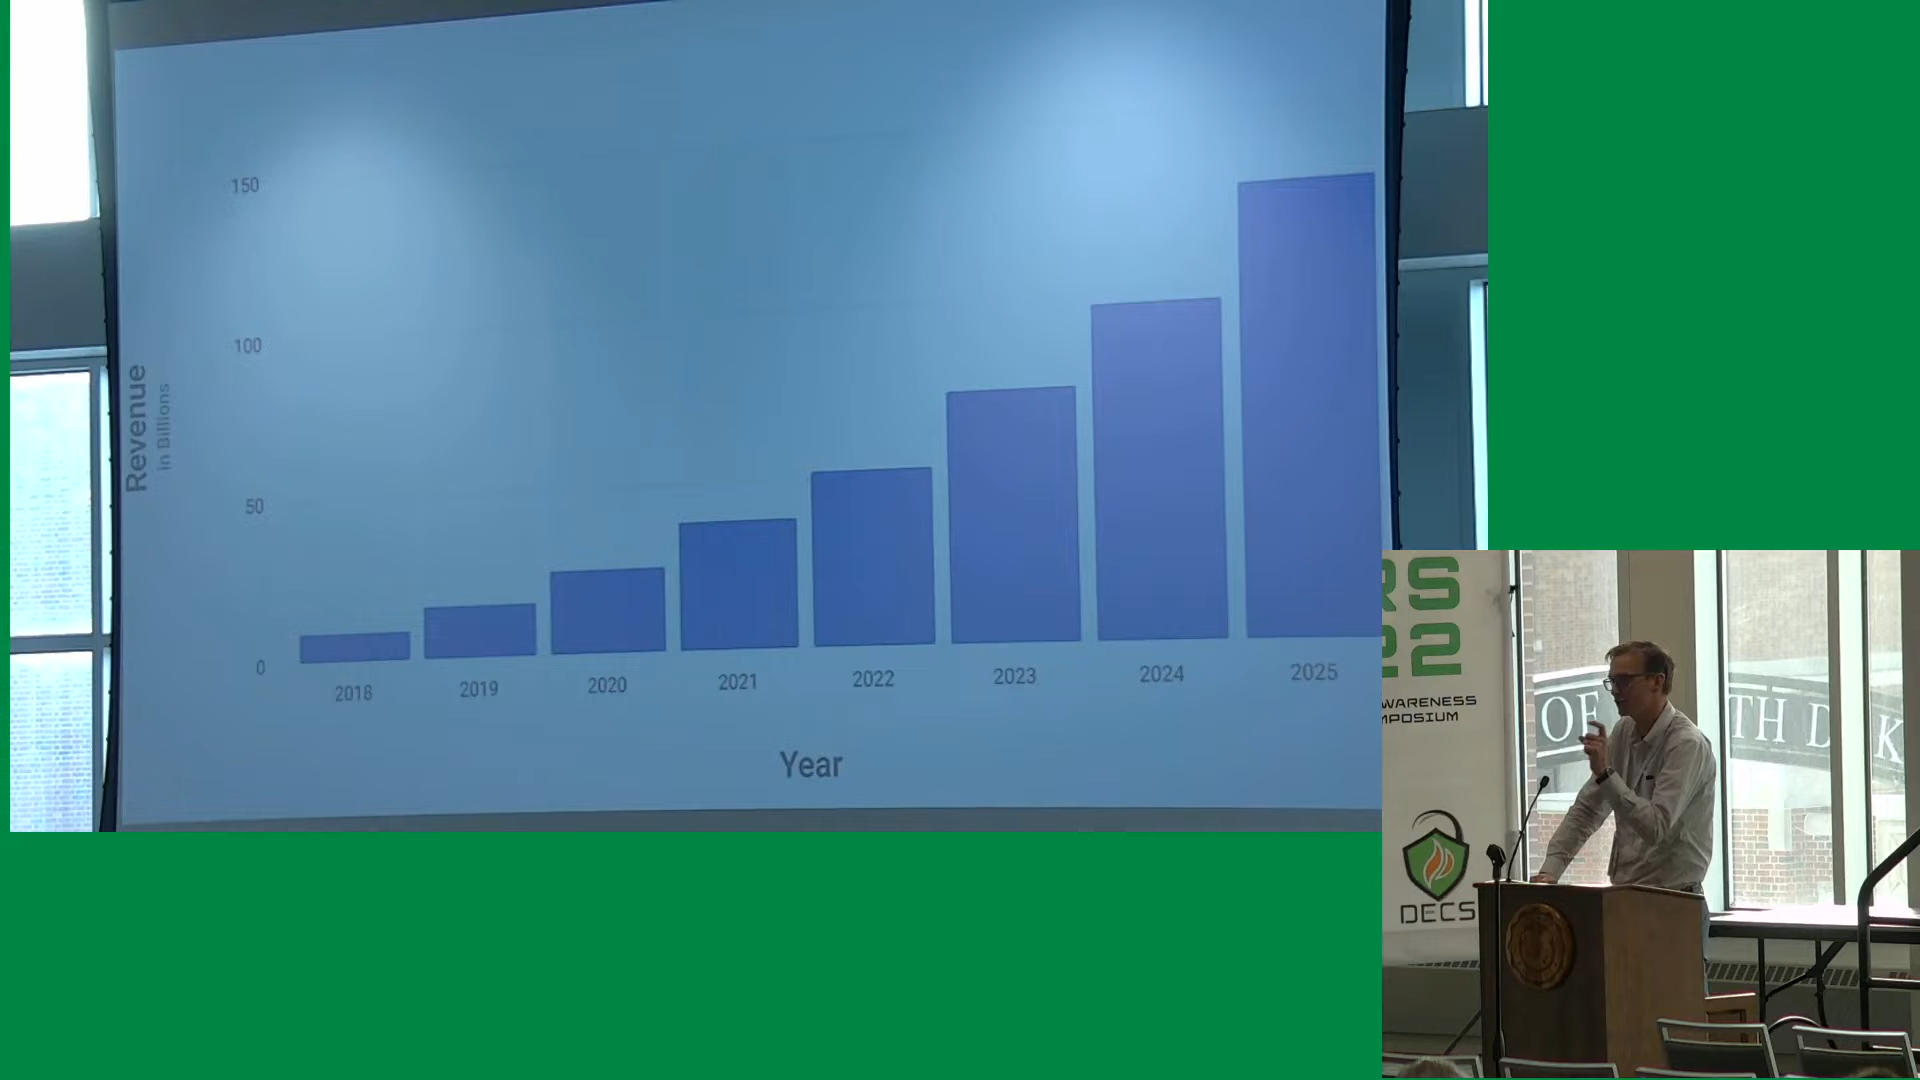 150
100
50
0
Revenue
in Billions
2018 2019 2020 2021 2022 2023 2024 2025
Year
RS
22
WARENESS
MPOSIUM
OF TH D K
DECS